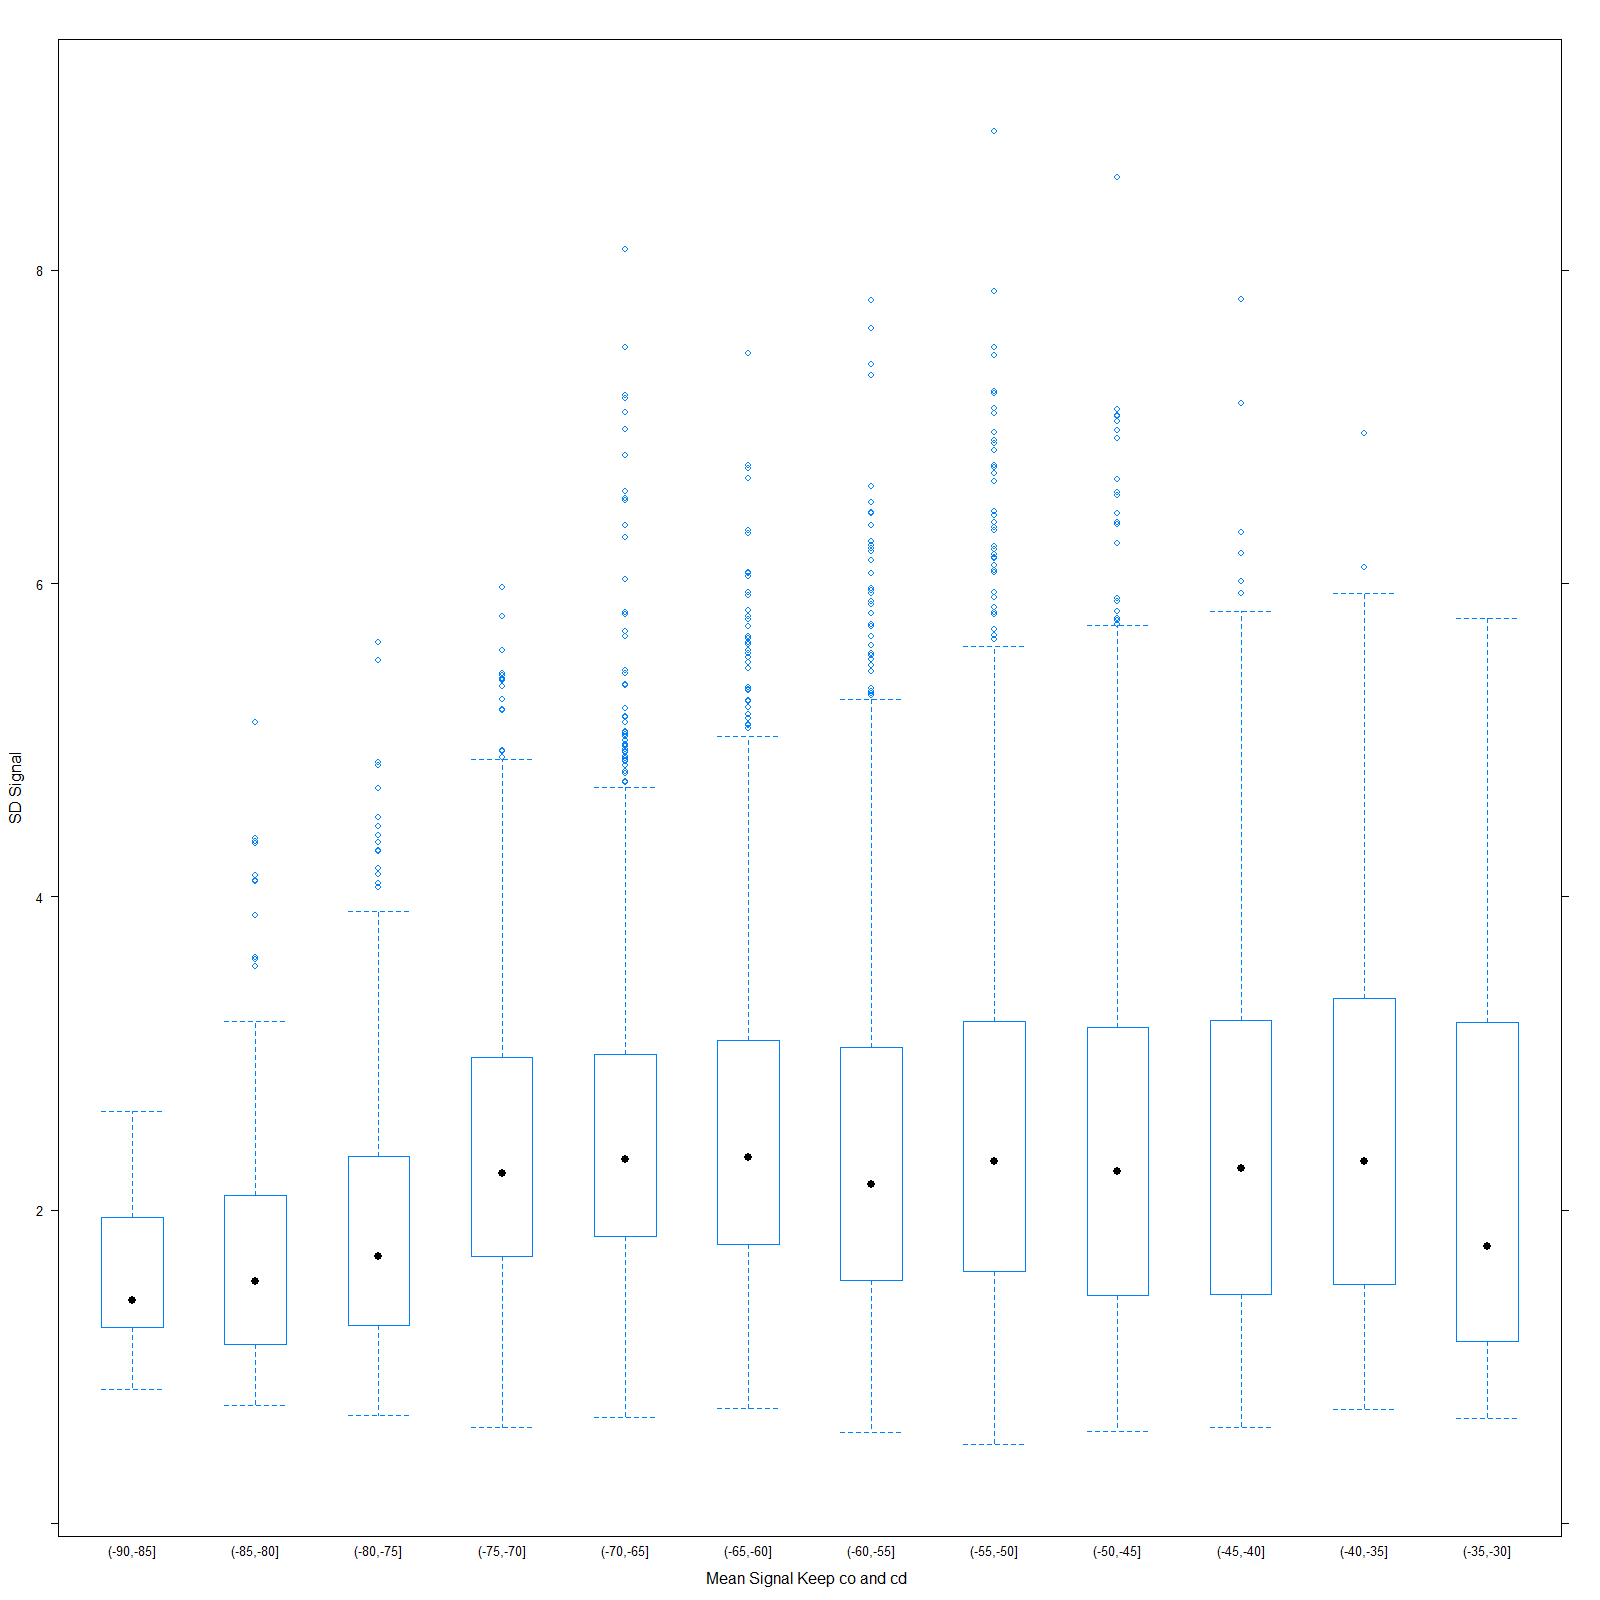 8
6
4
2
SD Signal
(-90,-85] (-85,-80] (-80,-75] (-75,-70] (-70,-65] (-65,-60] (-60,-55] (-55,-50] (-50,-45] (-45,-40] (-40,-35] (-35,-30]
Mean Signal Keep co and cd